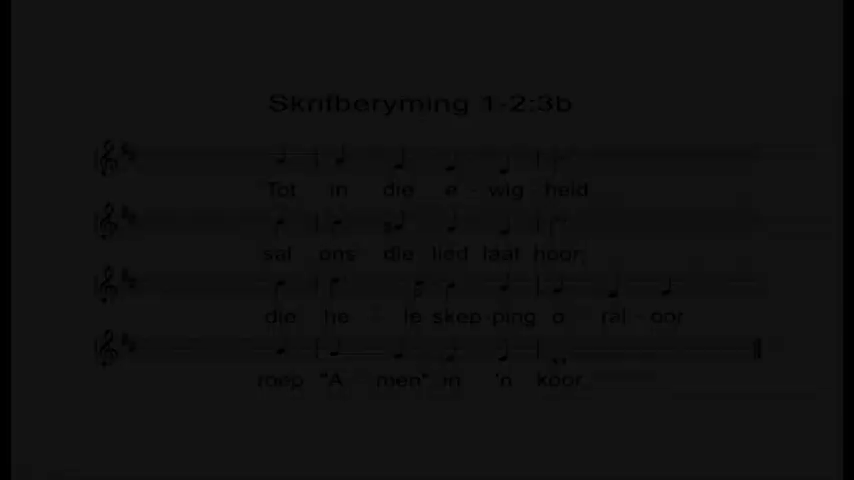 Skrifberyming 1-2:3b
Tot in die e - wig - heid
sal ons die lied laat hoor;
die he - le skep-ping o - ral - oor
roep "A - men" in 'n koor.